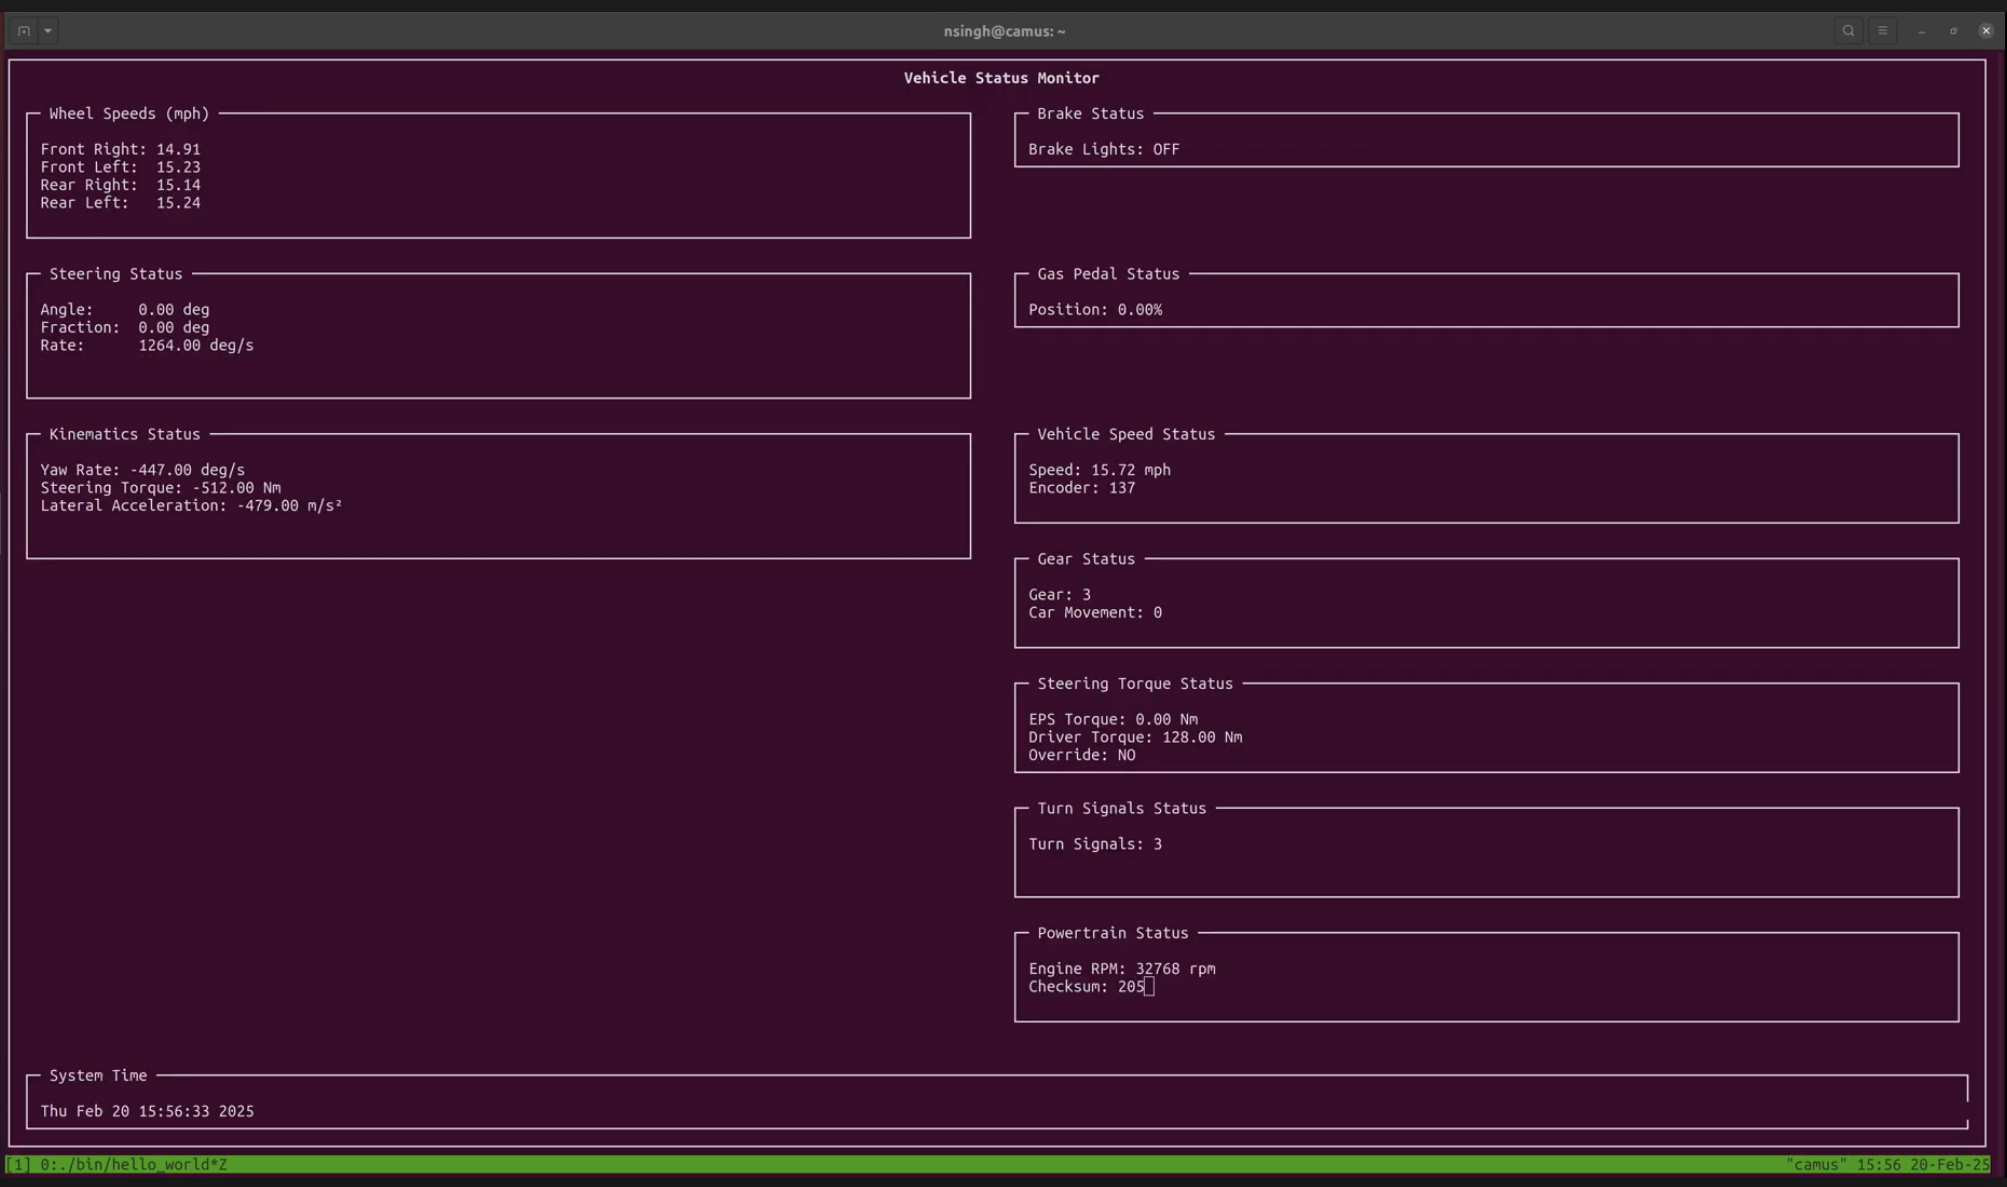 nsingh@camus: ~
Vehicle Status Monitor
Wheel Speeds (mph)
Front Right: 14.91
Front Left: 15.23
Rear Right: 15.14
Rear Left: 15.24
Brake Status
Brake Lights: OFF
Steering Status
Angle: 0.00 deg
Fraction: 0.00 deg
Rate: 1264.00 deg/s
Gas Pedal Status
Position: 0.00%
Kinematics Status
Yaw Rate: -447.00 deg/s
Steering Torque: -512.00 Nm
Lateral Acceleration: -479.00 m/s²
Vehicle Speed Status
Speed: 15.72 mph
Encoder: 137
Gear Status
Gear: 3
Car Movement: 0
Steering Torque Status
EPS Torque: 0.00 Nm
Driver Torque: 128.00 Nm
Override: NO
Turn Signals Status
Turn Signals: 3
Powertrain Status
Engine RPM: 32768 rpm
Checksum: 205
System Time
Thu Feb 20 15:56:33 2025
[1] 0:./bin/hello_world*Z "camus" 15:56 20-Feb-25